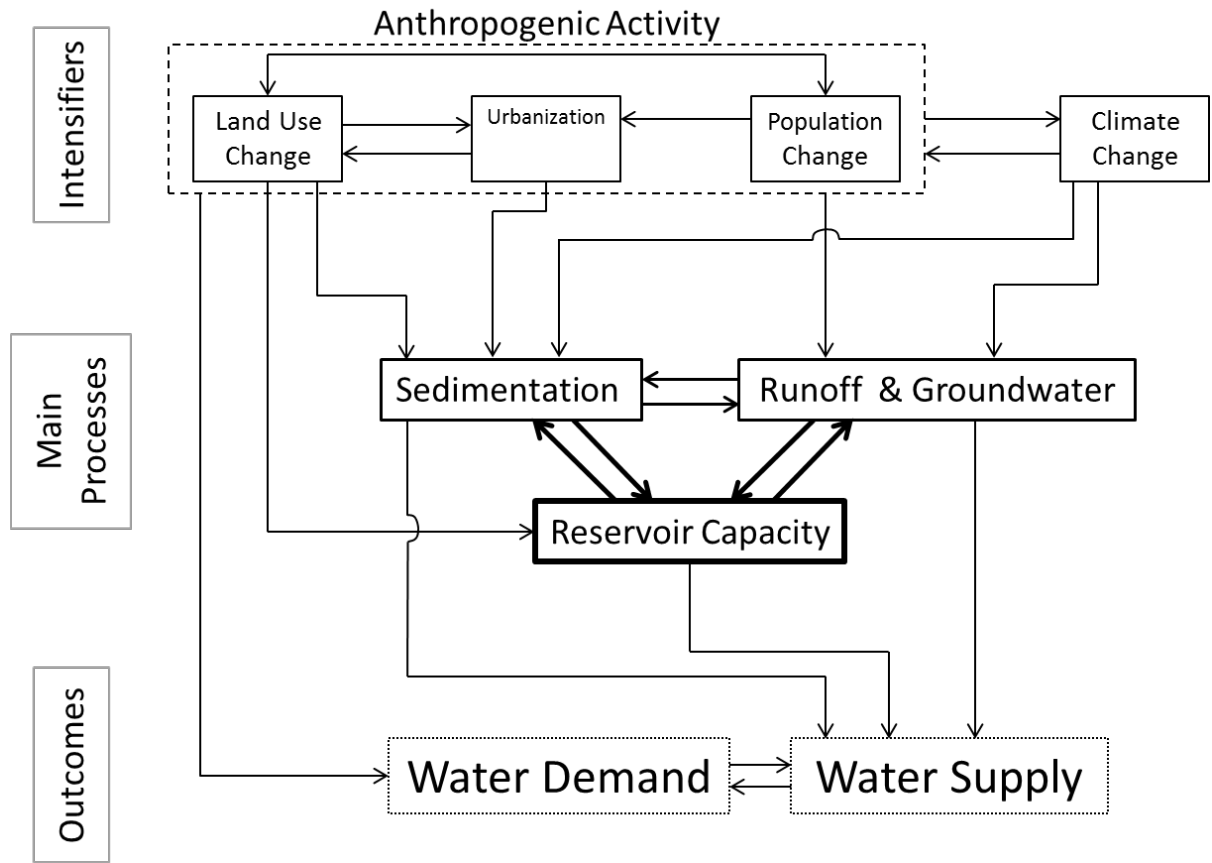 Anthropogenic Activity
Intensifiers
Land Use
Change
Urbanization
Population
Change
Climate
Change
Main
Processes
Sedimentation
Runoff & Groundwater
Reservoir Capacity
Outcomes
Water Demand
Water Supply